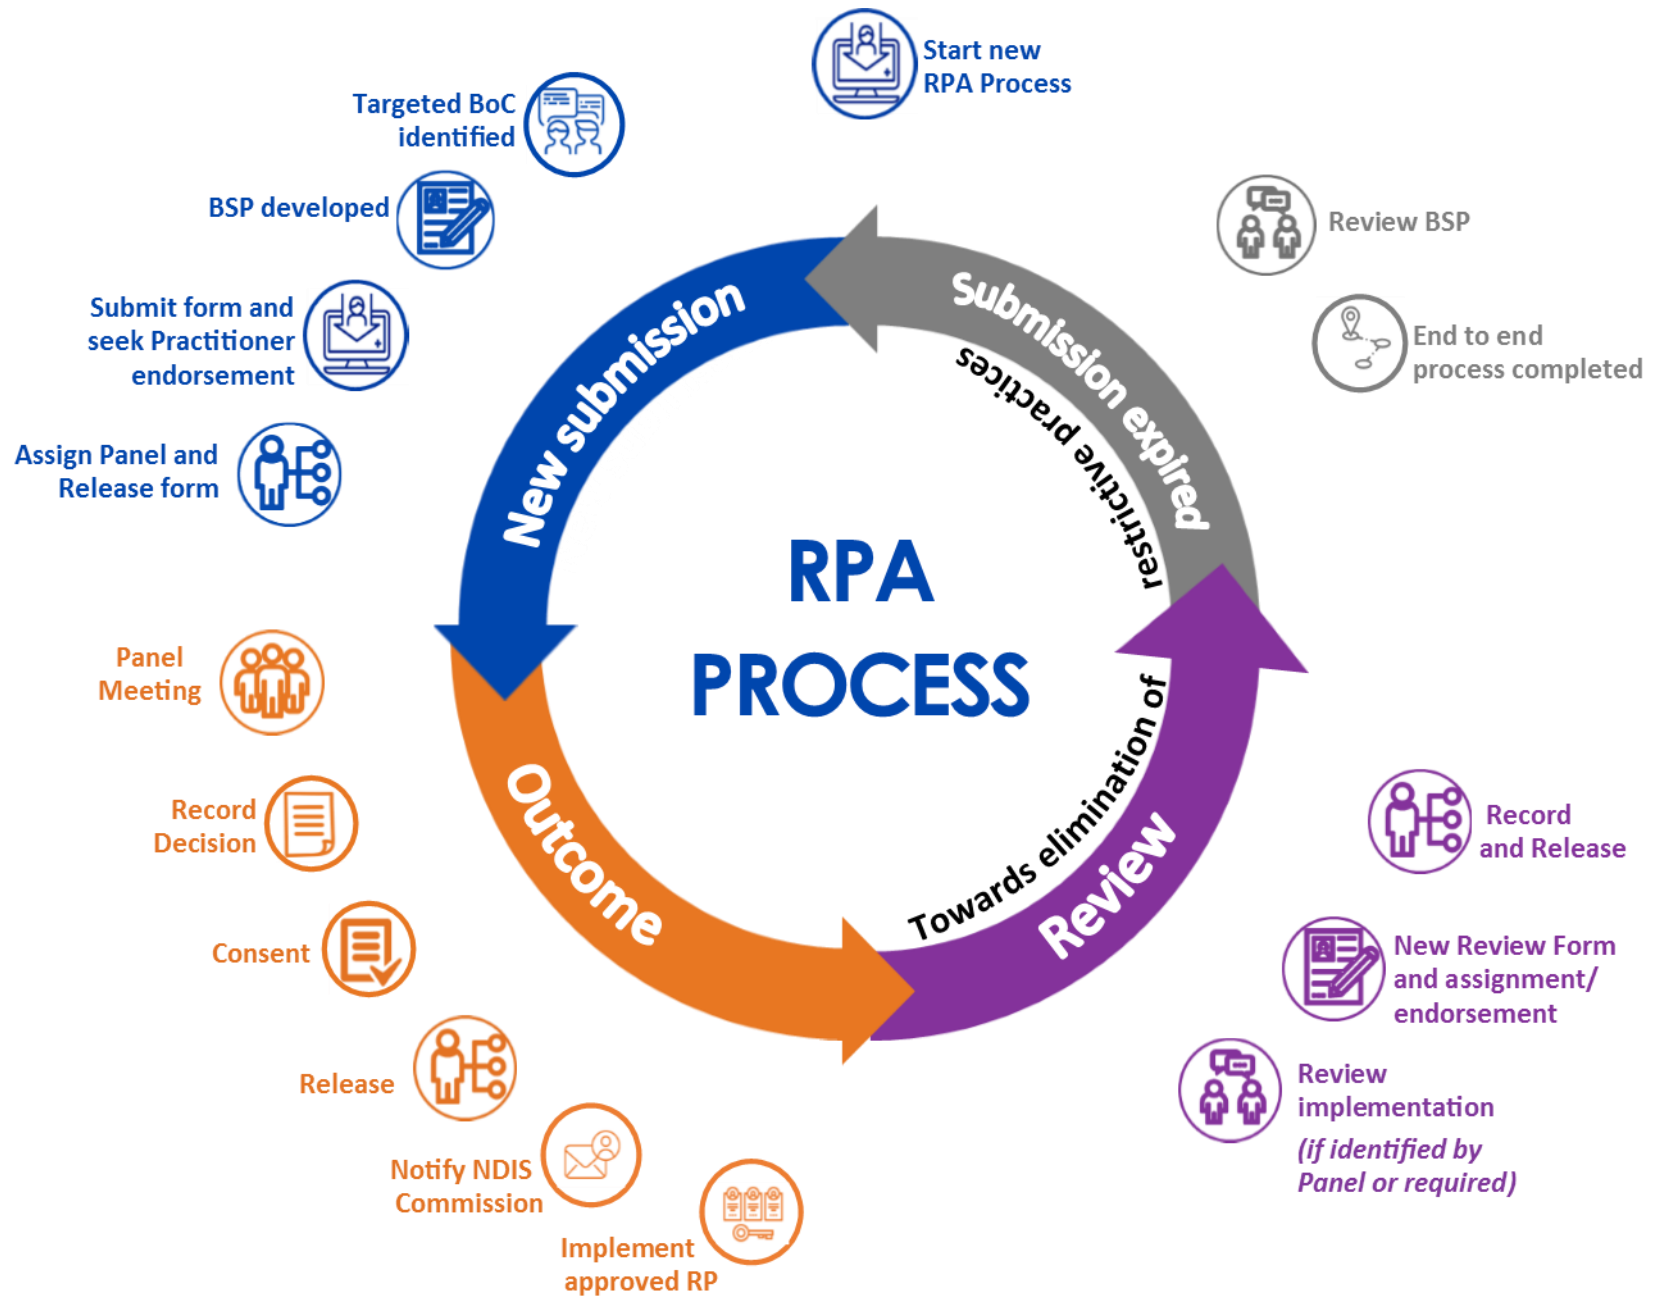 Start new
RPA Process
Targeted BoC
identified
BSP developed
Submit form and
seek Practitioner
endorsement
Assign Panel and
Release form
Panel
Meeting
Record
Decision
Consent
Release
Notify NDIS
Commission
Implement
approved RP
Review
implementation
(if identified by
Panel or required)
New Review Form
and assignment/
endorsement
Record
and Release
End to end
process completed
Review BSP
New submission
Outcome
Review
Submission expired
Towards elimination of
restrictive practices
RPA
PROCESS